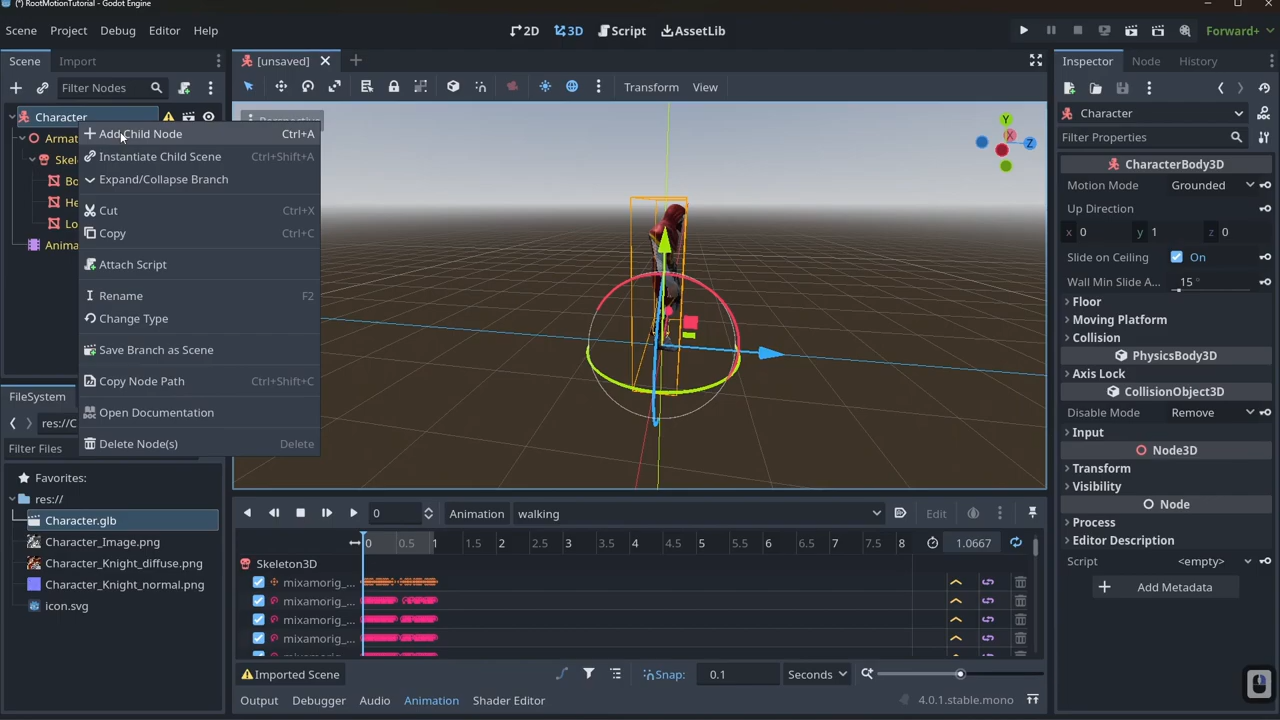 (*) RootMotionTutorial - Godot Engine
Scene Project Debug Editor Help
2D 3D Script AssetLib
Forward+
Scene Import
[unsaved]
Inspector Node History
Filter Nodes
Transform View
Character
Add Child Node Ctrl+A
Instantiate Child Scene Ctrl+Shift+A
Expand/Collapse Branch
Cut Ctrl+X
Copy Ctrl+C
Attach Script
Rename F2
Change Type
Save Branch as Scene
Copy Node Path Ctrl+Shift+C
Open Documentation
Delete Node(s) Delete
Y
X
Z
Character
Filter Properties
CharacterBody3D
Motion Mode Grounded
Up Direction
x 0 y 1 z 0
Slide on Ceiling On
Wall Min Slide A... 15 °
Floor
Moving Platform
Collision
PhysicsBody3D
Axis Lock
CollisionObject3D
Disable Mode Remove
Input
Node3D
Transform
Visibility
Node
Process
Editor Description
Script <empty>
Add Metadata
FileSystem
res://C
Filter Files
Favorites:
res://
Character.glb
Character_Image.png
Character_Knight_diffuse.png
Character_Knight_normal.png
icon.svg
0 Animation walking Edit
0 0.5 1 1.5 2 2.5 3 3.5 4 4.5 5 5.5 6 6.5 7 7.5 8 1.0667
Skeleton3D
mixamorig_...
mixamorig_...
mixamorig_...
mixamorig_...
Imported Scene
Snap: 0.1 Seconds
Output Debugger Audio Animation Shader Editor
4.0.1.stable.mono